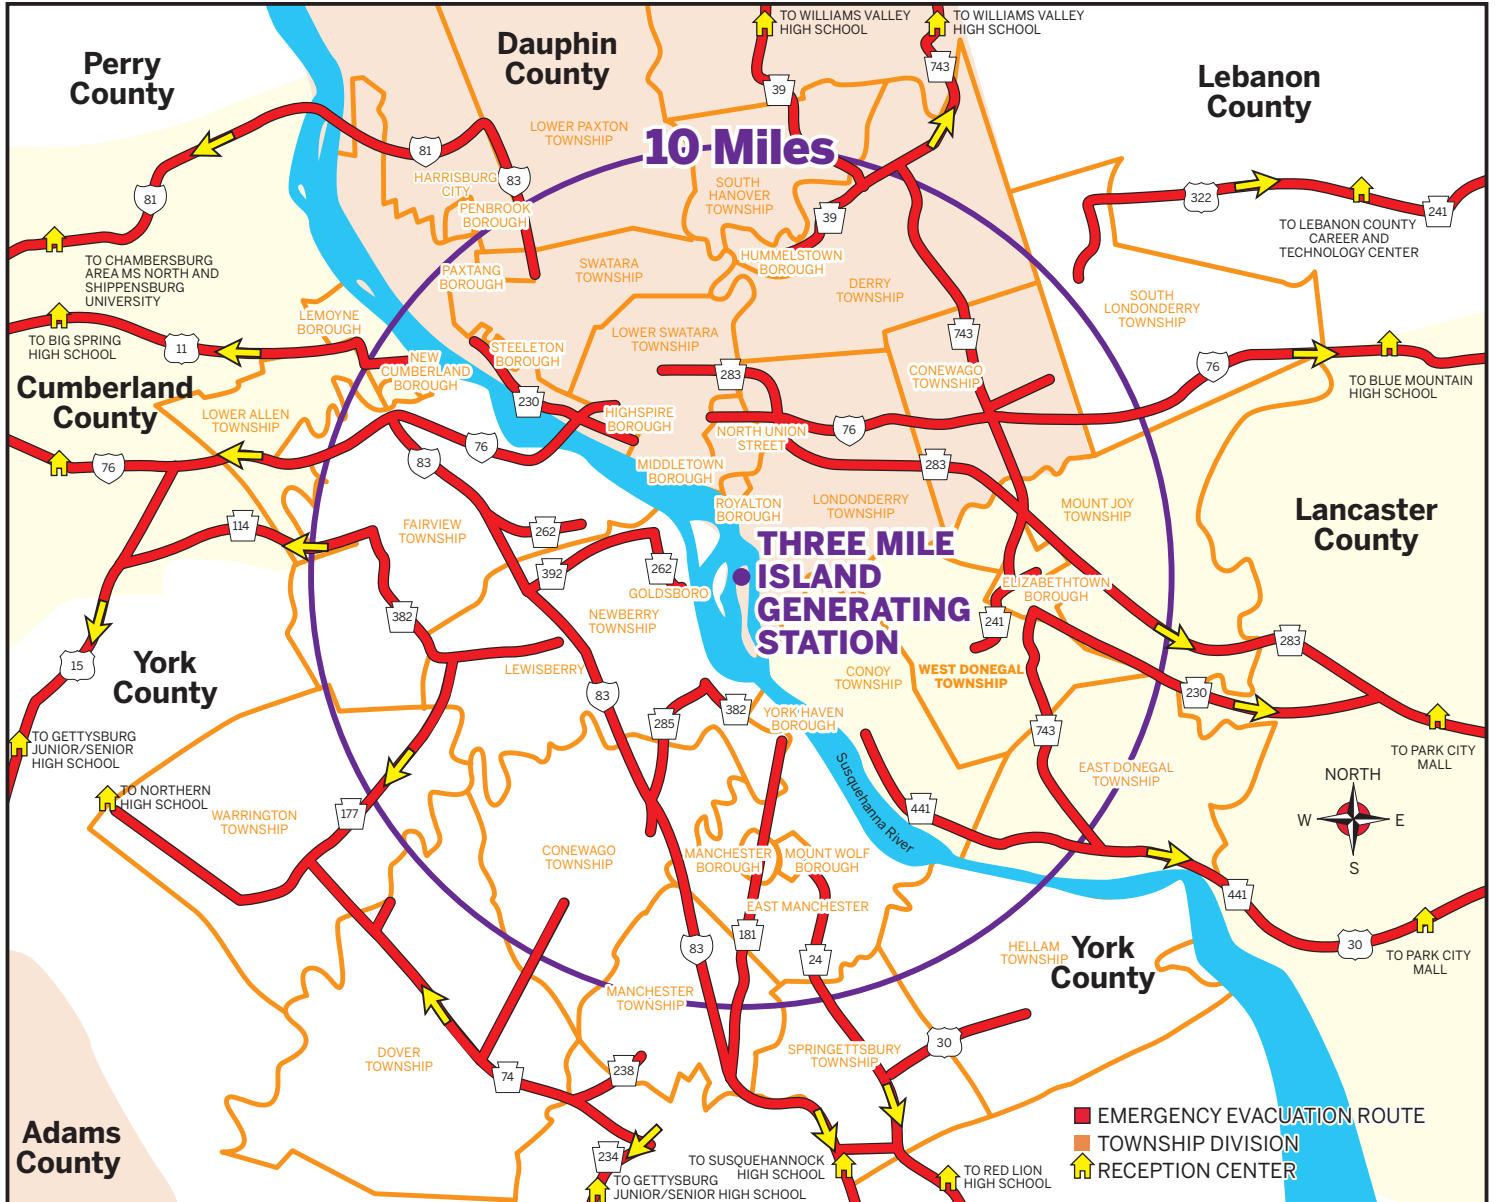 TO WILLIAMS VALLEY
HIGH SCHOOL
TO WILLIAMS VALLEY
HIGH SCHOOL
Perry
County
Dauphin
County
Lebanon
County
743
39
LOWER PAXTON
TOWNSHIP
10-Miles
81
83
81
HARRISBURG
CITY
PENBROOK
BOROUGH
SOUTH
HANOVER
TOWNSHIP
39
322
241
TO LEBANON COUNTY
CAREER AND
TECHNOLOGY CENTER
TO CHAMBERSBURG
AREA MS NORTH AND
SHIPPENSBURG
UNIVERSITY
PAXTANG
BOROUGH
SWATARA
TOWNSHIP
HUMMELSTOWN
BOROUGH
DERRY
TOWNSHIP
SOUTH
LONDONDERRY
TOWNSHIP
LEMOYNE
BOROUGH
TO BIG SPRING
HIGH SCHOOL
11
STEELETON
BOROUGH
LOWER SWATARA
TOWNSHIP
743
NEW
CUMBERLAND
BOROUGH
283
CONEWAGO
TOWNSHIP
76
TO BLUE MOUNTAIN
HIGH SCHOOL
Cumberland
County
LOWER ALLEN
TOWNSHIP
230
HIGHSPIRE
BOROUGH
NORTH UNION
STREET
76
76
76
83
MIDDLETOWN
BOROUGH
283
ROYALTON
BOROUGH
LONDONDERRY
TOWNSHIP
MOUNT JOY
TOWNSHIP
Lancaster
County
114
FAIRVIEW
TOWNSHIP
262
THREE MILE
ISLAND
GENERATING
STATION
392
262
GOLDSBORO
ELIZABETHTOWN
BOROUGH
382
NEWBERRY
TOWNSHIP
241
283
15
York
County
LEWISBERRY
CONOY
TOWNSHIP
WEST DONEGAL
TOWNSHIP
83
230
285
382
YORK HAVEN
BOROUGH
743
TO GETTYSBURG
JUNIOR/SENIOR
HIGH SCHOOL
TO PARK CITY
MALL
Susquehanna River
EAST DONEGAL
TOWNSHIP
NORTH
W
E
S
TO NORTHERN
HIGH SCHOOL
WARRINGTON
TOWNSHIP
177
441
CONEWAGO
TOWNSHIP
MANCHESTER
BOROUGH
MOUNT WOLF
BOROUGH
441
EAST MANCHESTER
181
83
24
HELLAM
TOWNSHIP
York
County
30
TO PARK CITY
MALL
MANCHESTER
TOWNSHIP
DOVER
TOWNSHIP
74
238
SPRINGETTSBURY
TOWNSHIP
30
EMERGENCY EVACUATION ROUTE
TOWNSHIP DIVISION
RECEPTION CENTER
Adams
County
234
TO GETTYSBURG
JUNIOR/SENIOR HIGH SCHOOL
TO SUSQUEHANNOCK
HIGH SCHOOL
TO RED LION
HIGH SCHOOL